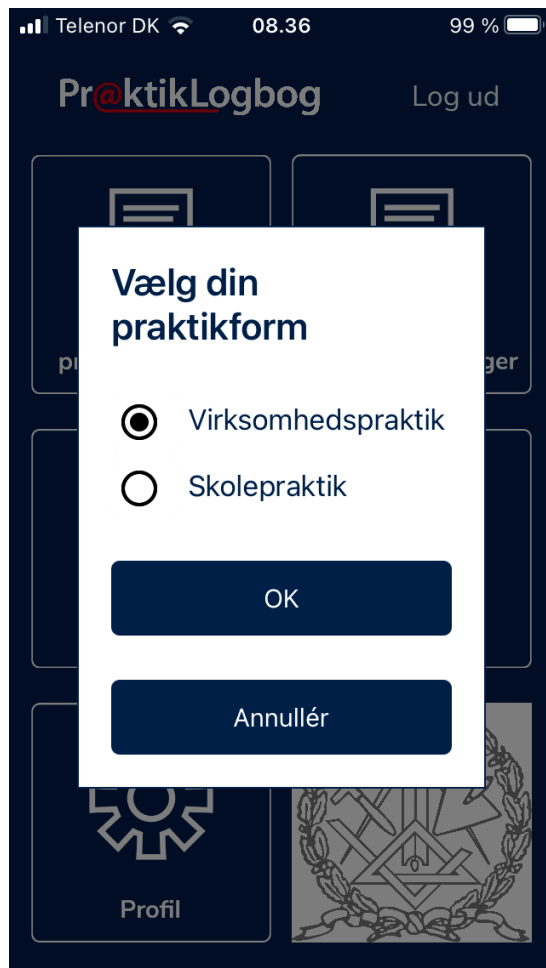 Telenor DK 08.36 99 %
Pr@ktikLogbog Log ud
Vælg din
praktikform
Virksomhedspraktik
Skolepraktik
OK
Annullér
Profil